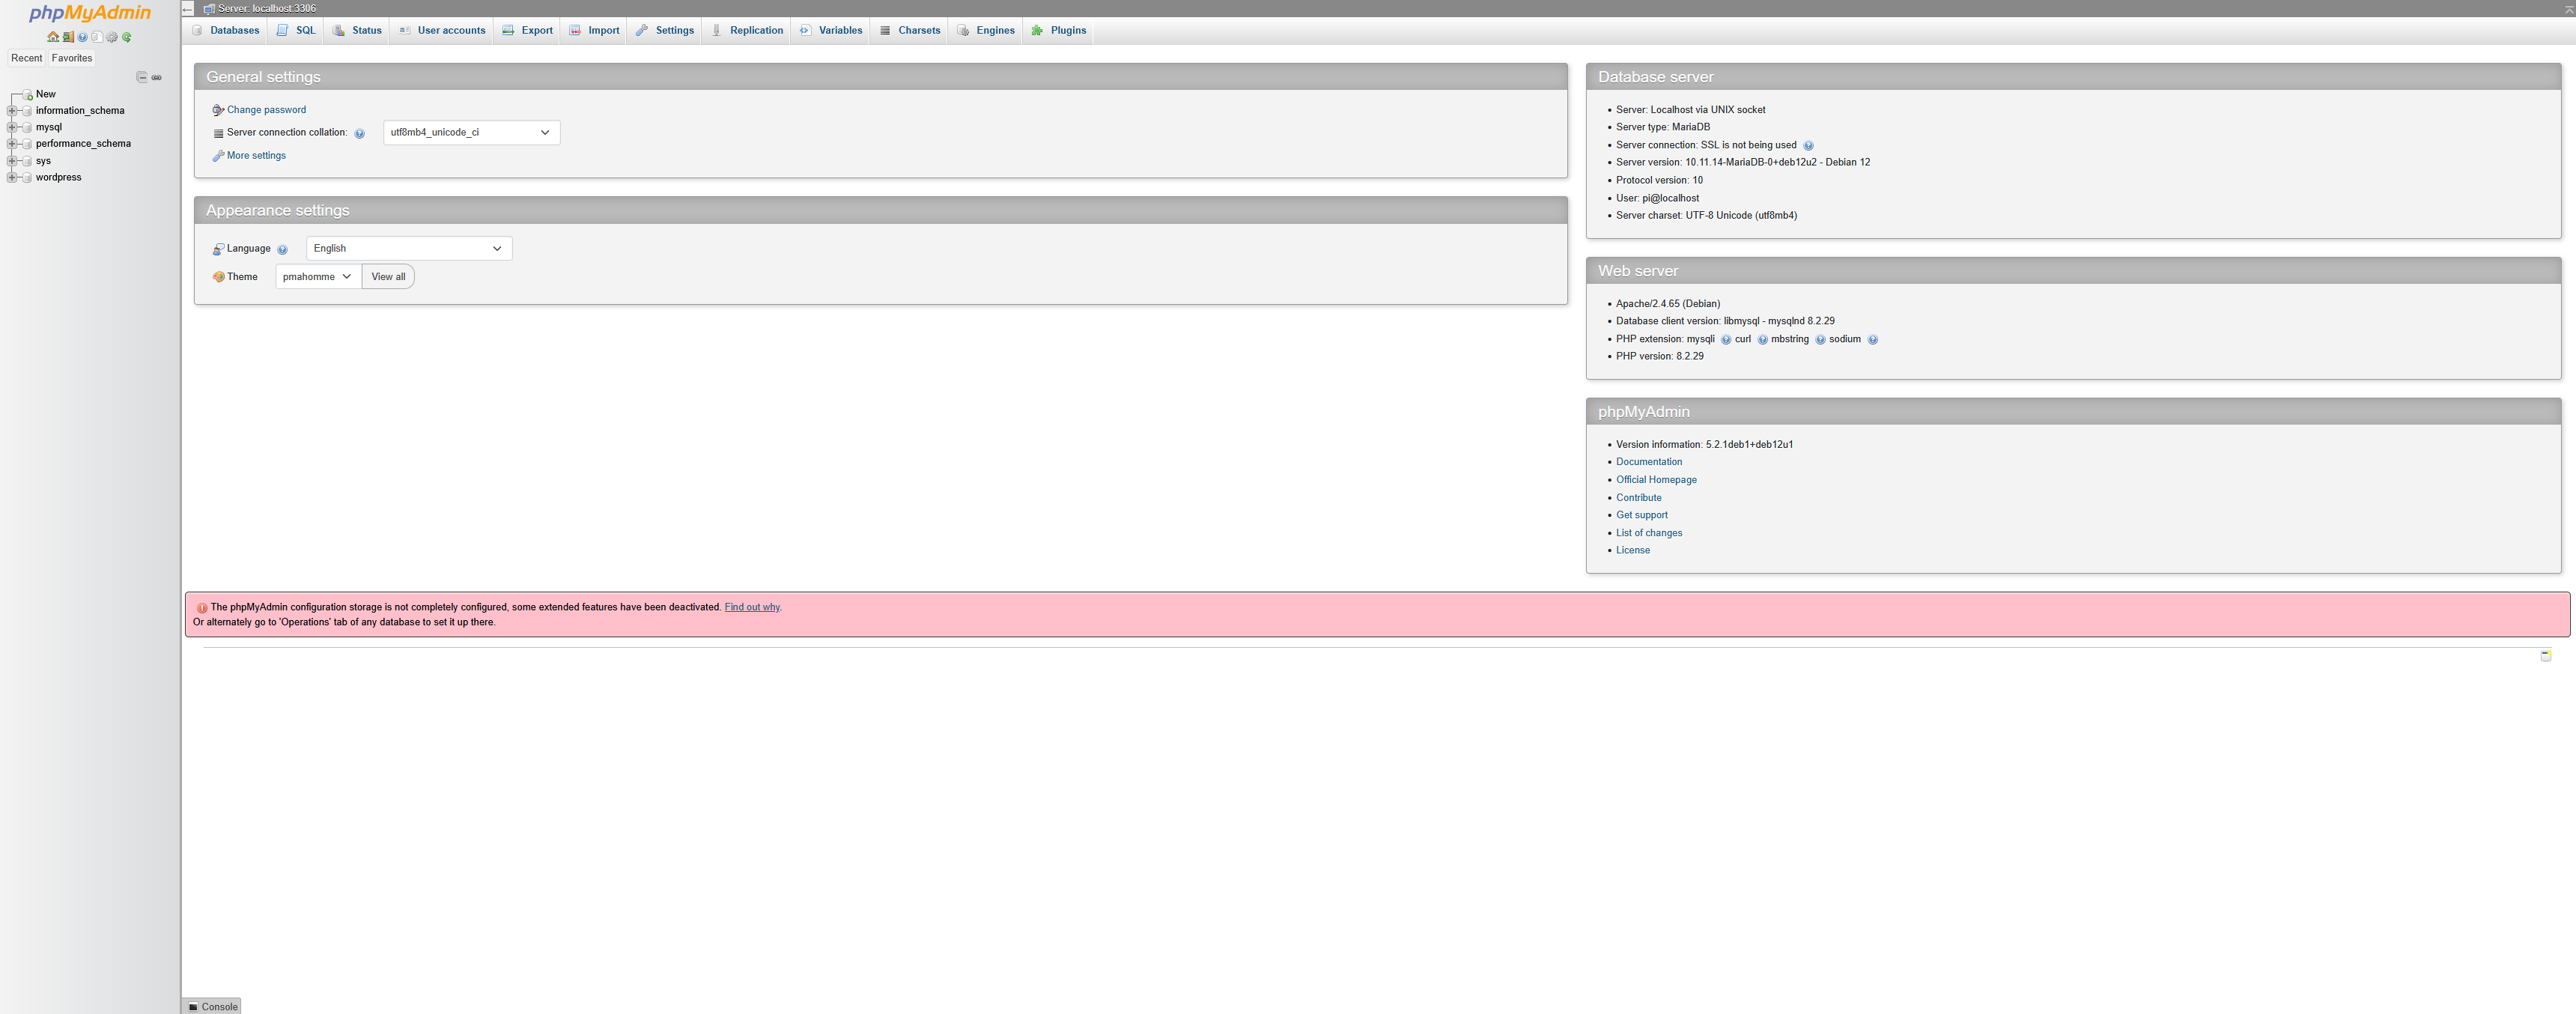 phpMyAdmin
Recent Favorites
New
information_schema
mysql
performance_schema
sys
wordpress
Server: localhost:3306
Databases SQL Status User accounts Export Import Settings Replication Variables Charsets Engines Plugins
General settings
Change password
Server connection collation: utf8mb4_unicode_ci
More settings
Appearance settings
Language English
Theme pmahomme View all
Database server
Server: Localhost via UNIX socket
Server type: MariaDB
Server connection: SSL is not being used
Server version: 10.11.14-MariaDB-0+deb12u2 - Debian 12
Protocol version: 10
User: pi@localhost
Server charset: UTF-8 Unicode (utf8mb4)
Web server
Apache/2.4.65 (Debian)
Database client version: libmysql - mysqlnd 8.2.29
PHP extension: mysqli curl mbstring sodium
PHP version: 8.2.29
phpMyAdmin
Version information: 5.2.1deb1+deb12u1
Documentation
Official Homepage
Contribute
Get support
List of changes
License
The phpMyAdmin configuration storage is not completely configured, some extended features have been deactivated. Find out why.
Or alternately go to 'Operations' tab of any database to set it up there.
Console